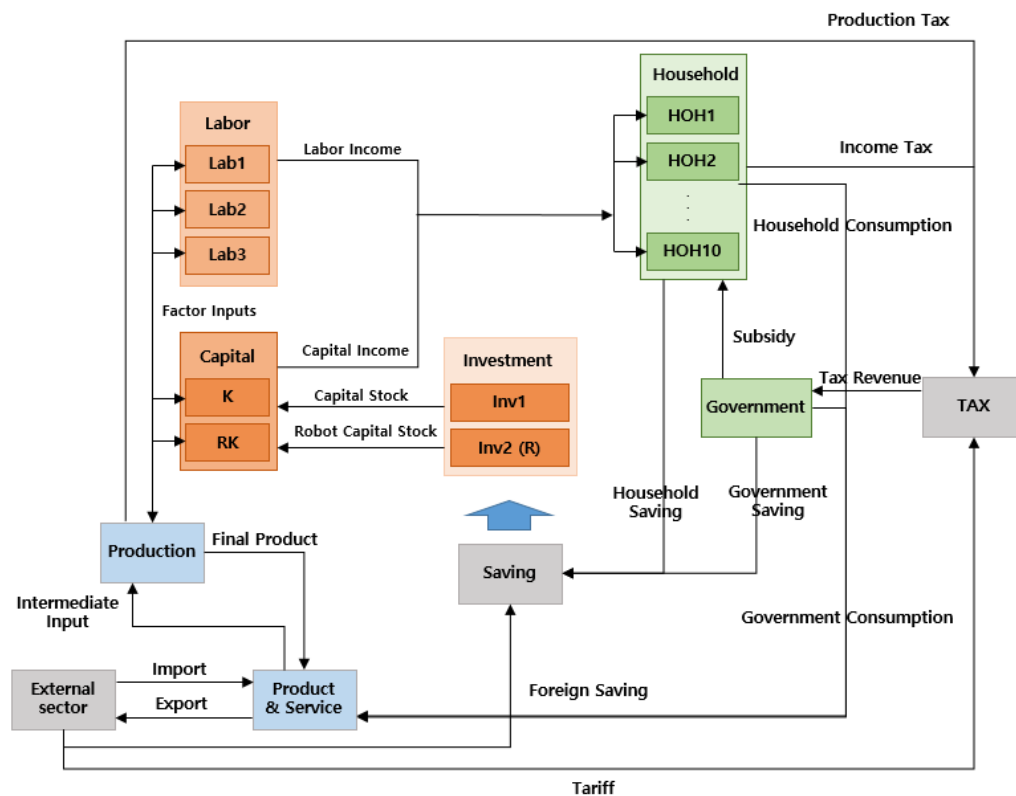 Production Tax
Household
HOH1
Labor
Labor Income
Income Tax
Lab1
HOH2
Lab2
.
.
.
Household Consumption
Lab3
HOH10
Factor Inputs
Subsidy
Capital
Capital Income
Investment
Tax Revenue
K
Capital Stock
Inv1
Government
TAX
RK
Robot Capital Stock
Inv2 (R)
Household
Saving
Government
Saving
Final Product
Production
Saving
Intermediate
Input
Government Consumption
Import
External
sector
Product
& Service
Foreign Saving
Export
Tariff